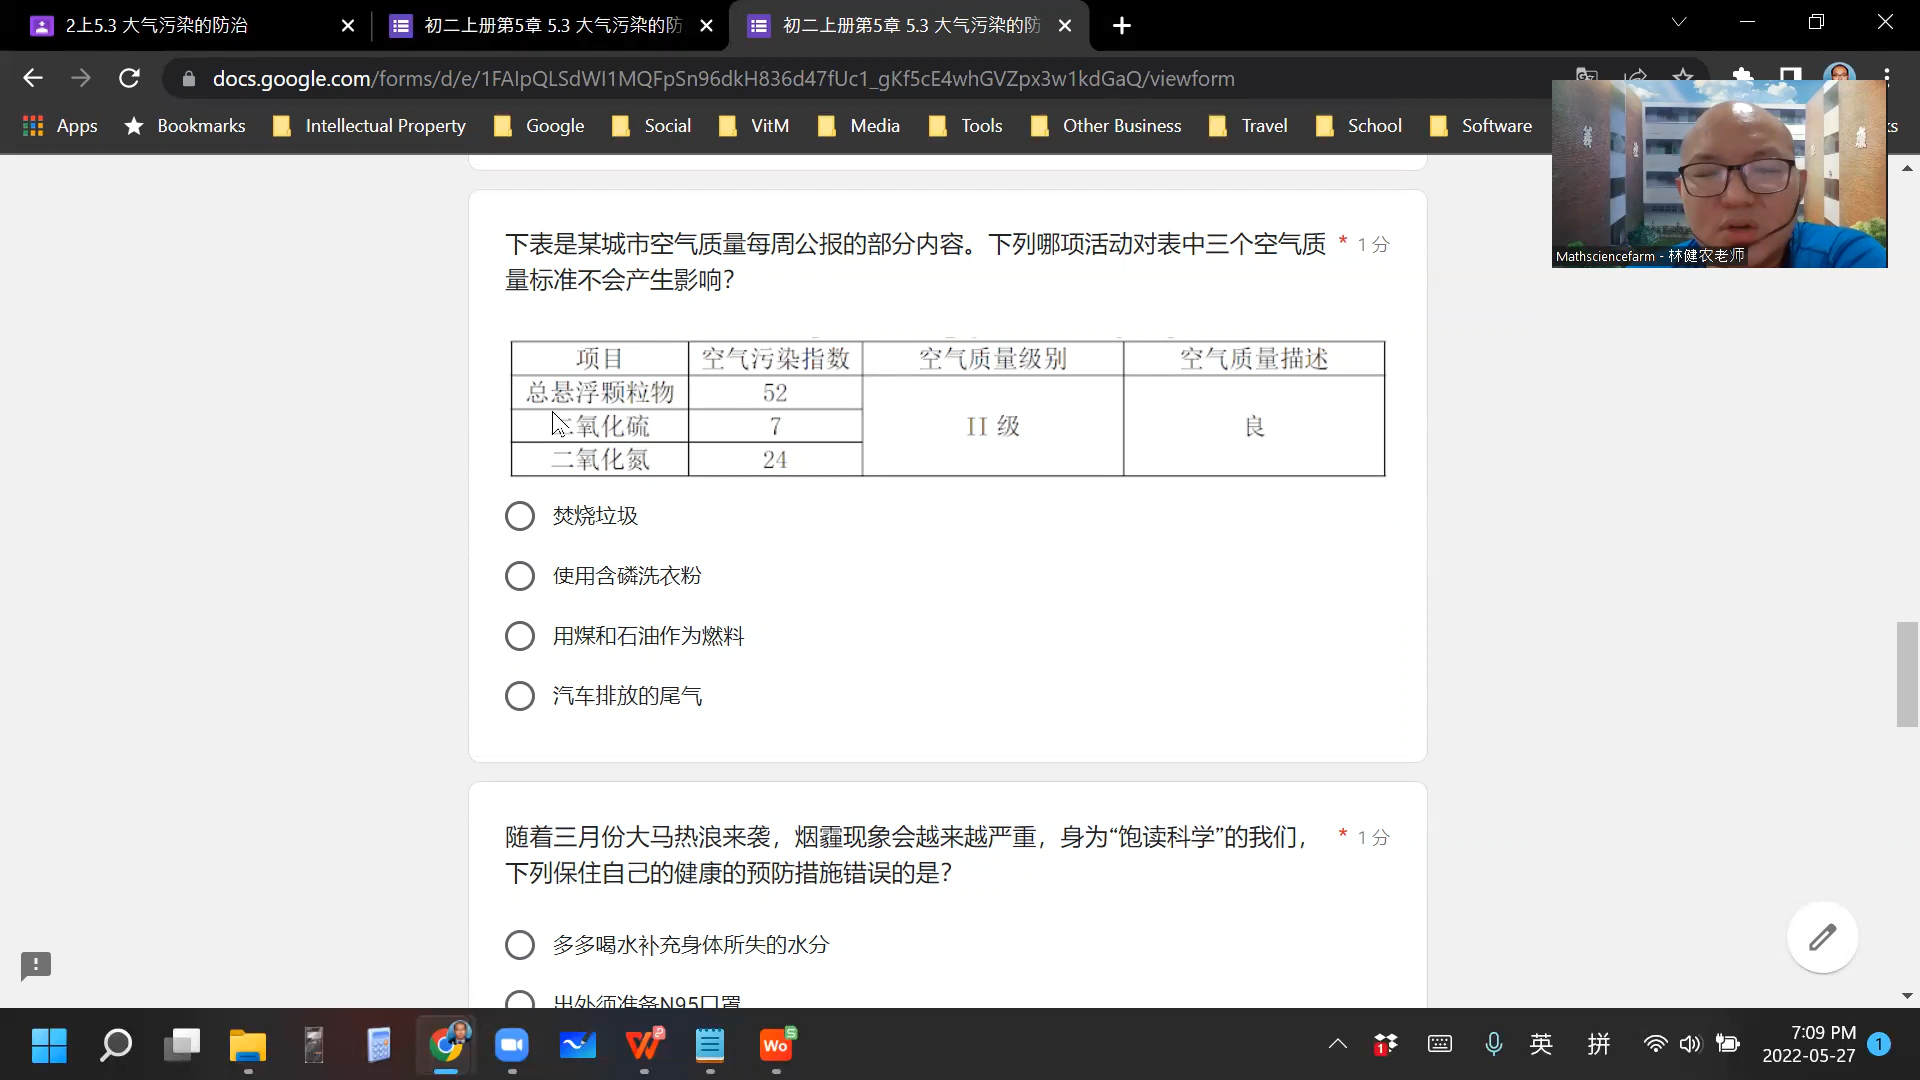 2上5.3 大气污染的防治
初二上册第5章 5.3 大气污染的防
初二上册第5章 5.3 大气污染的防
docs.google.com/forms/d/e/1FAIpQLSdWI1MQFpSn96dkH836d47fUc1_gKf5cE4whGVZpx3w1kdGaQ/viewform
Apps Bookmarks Intellectual Property Google Social VitM Media Tools Other Business Travel School Software
Mathsciencefarm - 林健农老师
下表是某城市空气质量每周公报的部分内容。下列哪项活动对表中三个空气质 * 1 分
量标准不会产生影响?
项目 空气污染指数 空气质量级别 空气质量描述
总悬浮颗粒物 52
二氧化硫 7 II 级 良
二氧化氮 24
焚烧垃圾
使用含磷洗衣粉
用煤和石油作为燃料
汽车排放的尾气
随着三月份大马热浪来袭，烟霾现象会越来越严重，身为“饱读科学”的我们， * 1 分
下列保住自己的健康的预防措施错误的是?
多多喝水补充身体所失的水分
出外须准备N95口罩
英 拼
7:09 PM
2022-05-27
1